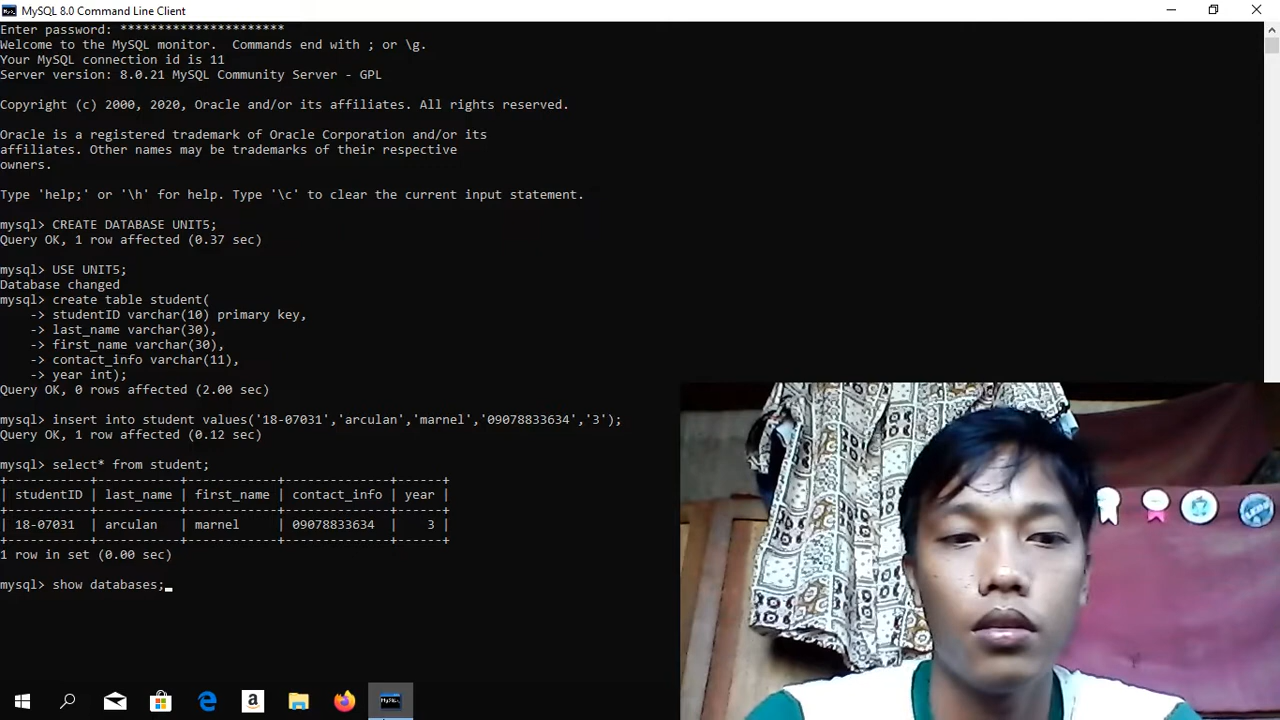 MySQL 8.0 Command Line Client
Enter password: **********************
Welcome to the MySQL monitor.  Commands end with ; or \g.
Your MySQL connection id is 11
Server version: 8.0.21 MySQL Community Server - GPL
Copyright (c) 2000, 2020, Oracle and/or its affiliates. All rights reserved.
Oracle is a registered trademark of Oracle Corporation and/or its
affiliates. Other names may be trademarks of their respective
owners.
Type 'help;' or '\h' for help. Type '\c' to clear the current input statement.
mysql> CREATE DATABASE UNIT5;
Query OK, 1 row affected (0.37 sec)
mysql> USE UNIT5;
Database changed
mysql> create table student(
    -> studentID varchar(10) primary key,
    -> last_name varchar(30),
    -> first_name varchar(30),
    -> contact_info varchar(11),
    -> year int);
Query OK, 0 rows affected (2.00 sec)
mysql> insert into student values('18-07031','arculan','marnel','09078833634','3');
Query OK, 1 row affected (0.12 sec)
mysql> select* from student;
+-----------+-----------+------------+--------------+------+
| studentID | last_name | first_name | contact_info | year |
+-----------+-----------+------------+--------------+------+
| 18-07031  | arculan   | marnel     | 09078833634  |    3 |
+-----------+-----------+------------+--------------+------+
1 row in set (0.00 sec)
mysql> show databases;
a
MySQL